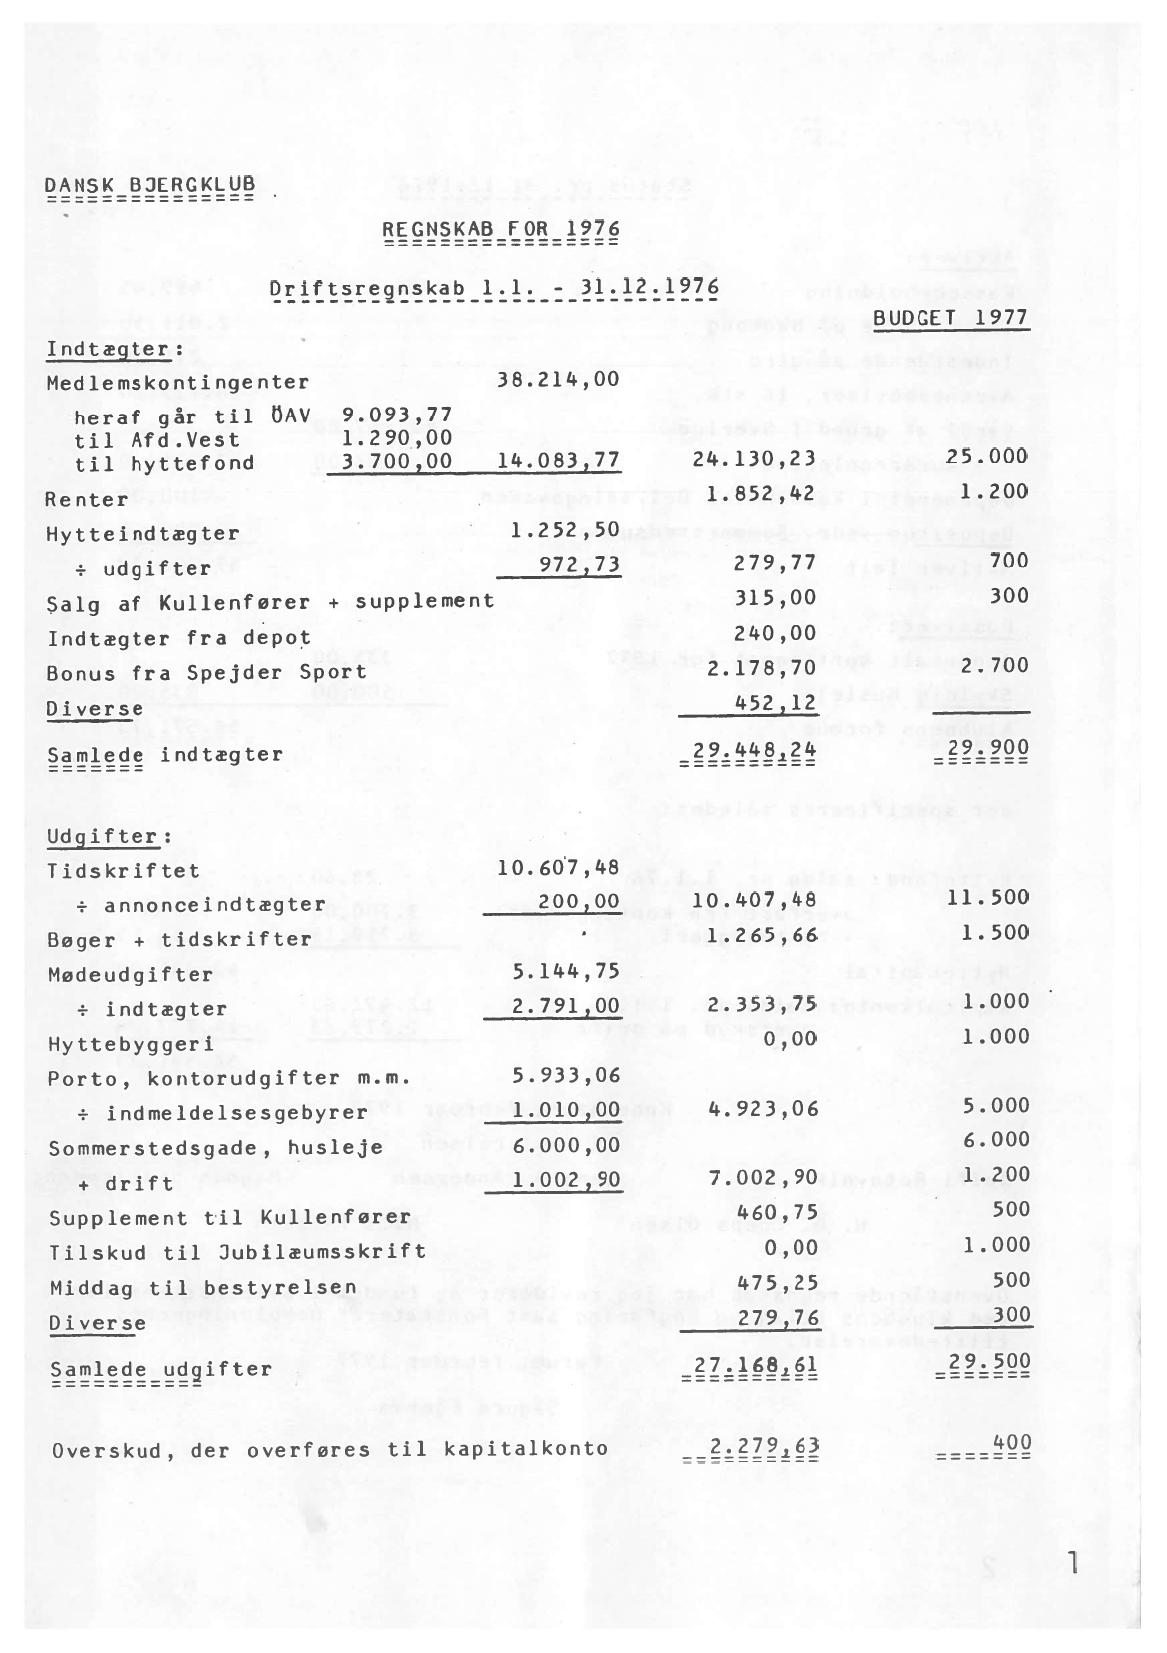 DANSK BJERGKLUB
REGNSKAB FOR 1976
Driftsregnskab 1.1. - 31.12.1976
BUDGET 1977
Indtægter:
Medlemskontingenter 38.214,00
heraf går til ÖAV 9.093,77
til Afd.Vest 1.290,00
til hyttefond 3.700,00 14.083,77 24.130,23 25.000
Renter 1.852,42 1.200
Hytteindtægter 1.252,50
÷ udgifter 972,73 279,77 700
Salg af Kullenfører + supplement 315,00 300
Indtægter fra depot 240,00
Bonus fra Spejder Sport 2.178,70 2.700
Diverse 452,12
Samlede indtægter 29.448,24 29.900
Udgifter:
Tidskriftet 10.607,48
÷ annonceindtægter 200,00 10.407,48 11.500
Bøger + tidskrifter 1.265,66 1.500
Mødeudgifter 5.144,75
÷ indtægter 2.791,00 2.353,75 1.000
Hyttebyggeri 0,00 1.000
Porto, kontorudgifter m.m. 5.933,06
÷ indmeldelsesgebyrer 1.010,00 4.923,06 5.000
Sommerstedsgade, husleje 6.000,00 6.000
+ drift 1.002,90 7.002,90 1.200
Supplement til Kullenfører 460,75 500
Tilskud til Jubilæumsskrift 0,00 1.000
Middag til bestyrelsen 475,25 500
Diverse 279,76 300
Samlede udgifter 27.168,61 29.500
Overskud, der overføres til kapitalkonto 2.279,63 400
1